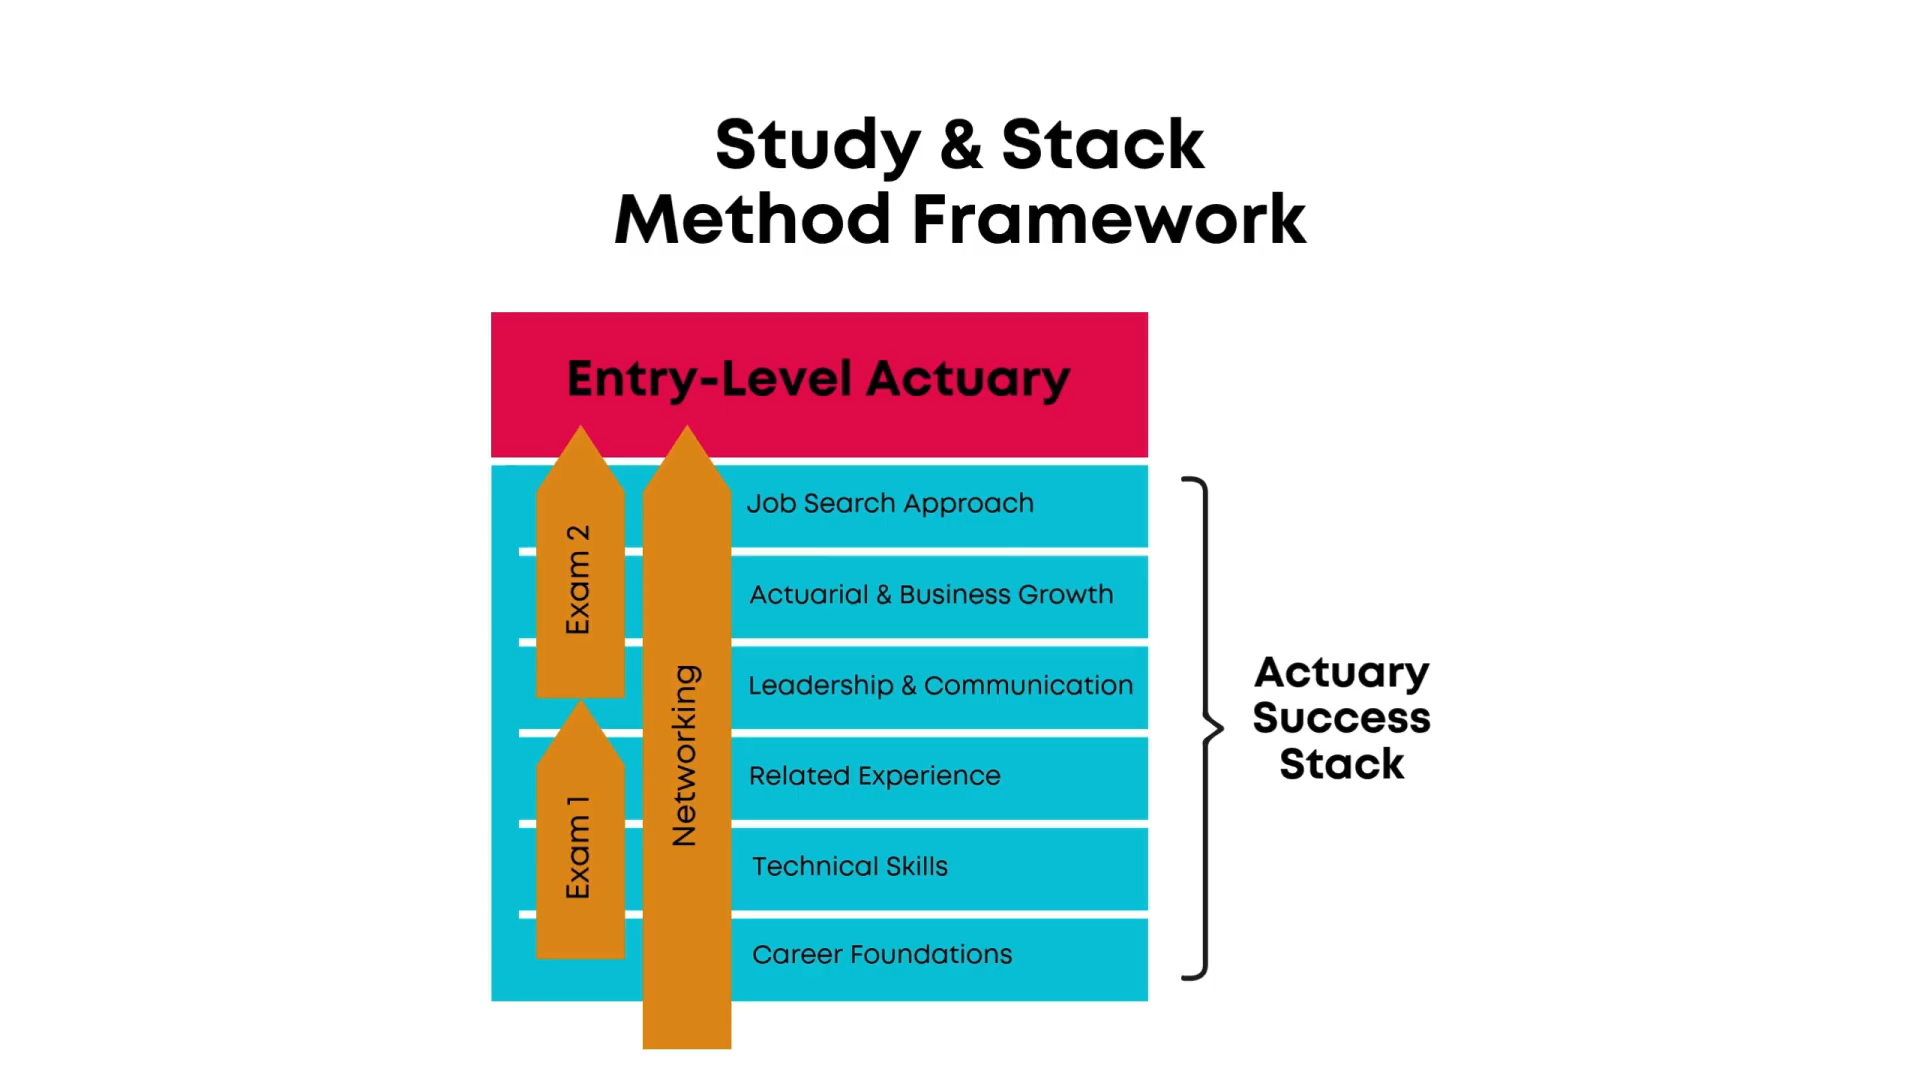 Study & Stack
Method Framework
Entry-Level Actuary
Job Search Approach
Actuarial & Business Growth
Leadership & Communication
Related Experience
Technical Skills
Career Foundations
Exam 2
Exam 1
Networking
Actuary
Success
Stack